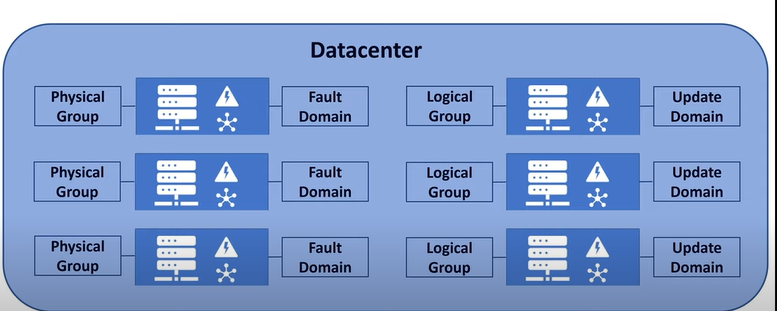 Datacenter
Physical
Group
Fault
Domain
Logical
Group
Update
Domain
Physical
Group
Fault
Domain
Logical
Group
Update
Domain
Physical
Group
Fault
Domain
Logical
Group
Update
Domain